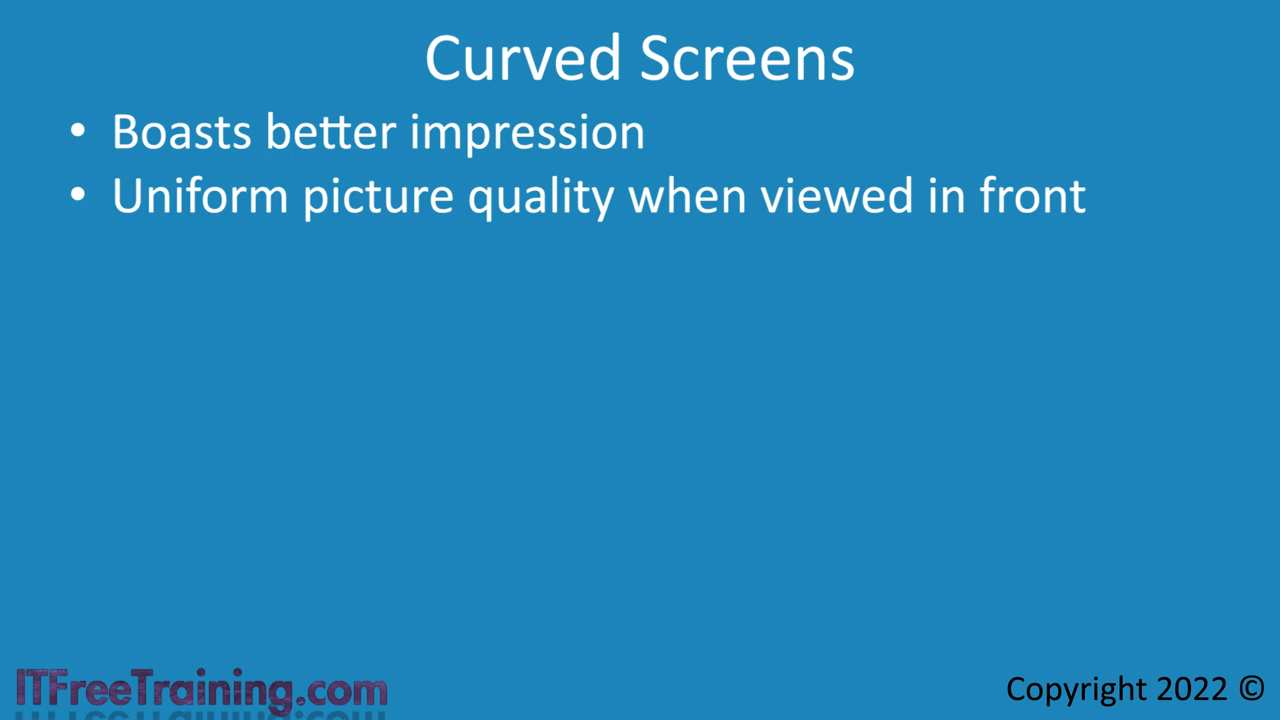 Curved Screens
• Boasts better impression
• Uniform picture quality when viewed in front
ITFreeTraining.com
Copyright 2022 ©